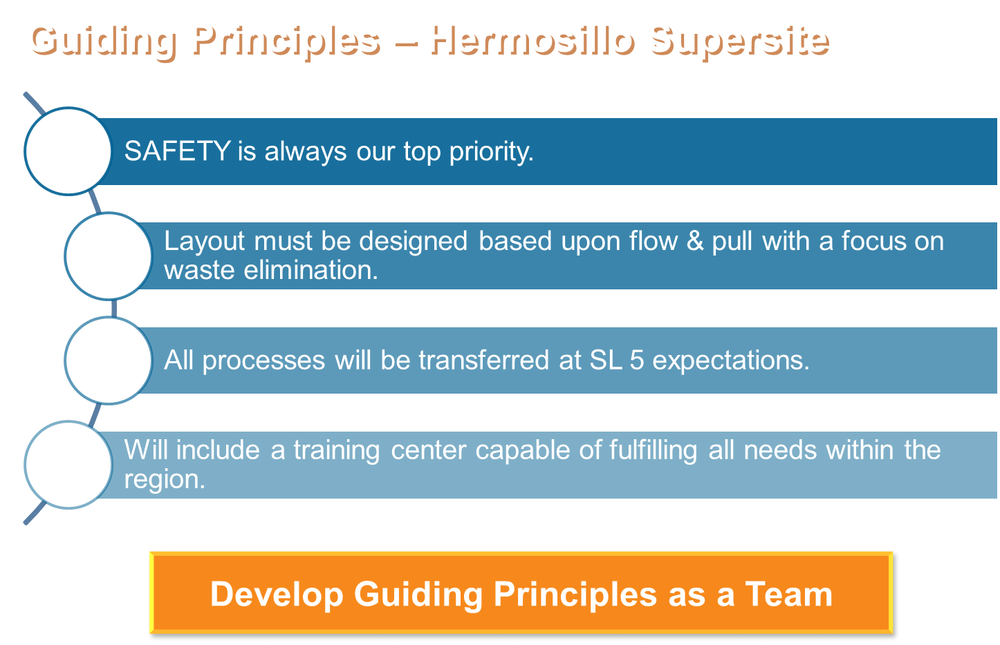 Guiding Principles – Hermosillo Supersite
SAFETY is always our top priority.
Layout must be designed based upon flow & pull with a focus on
waste elimination.
All processes will be transferred at SL 5 expectations.
Will include a training center capable of fulfilling all needs within the
region.
Develop Guiding Principles as a Team